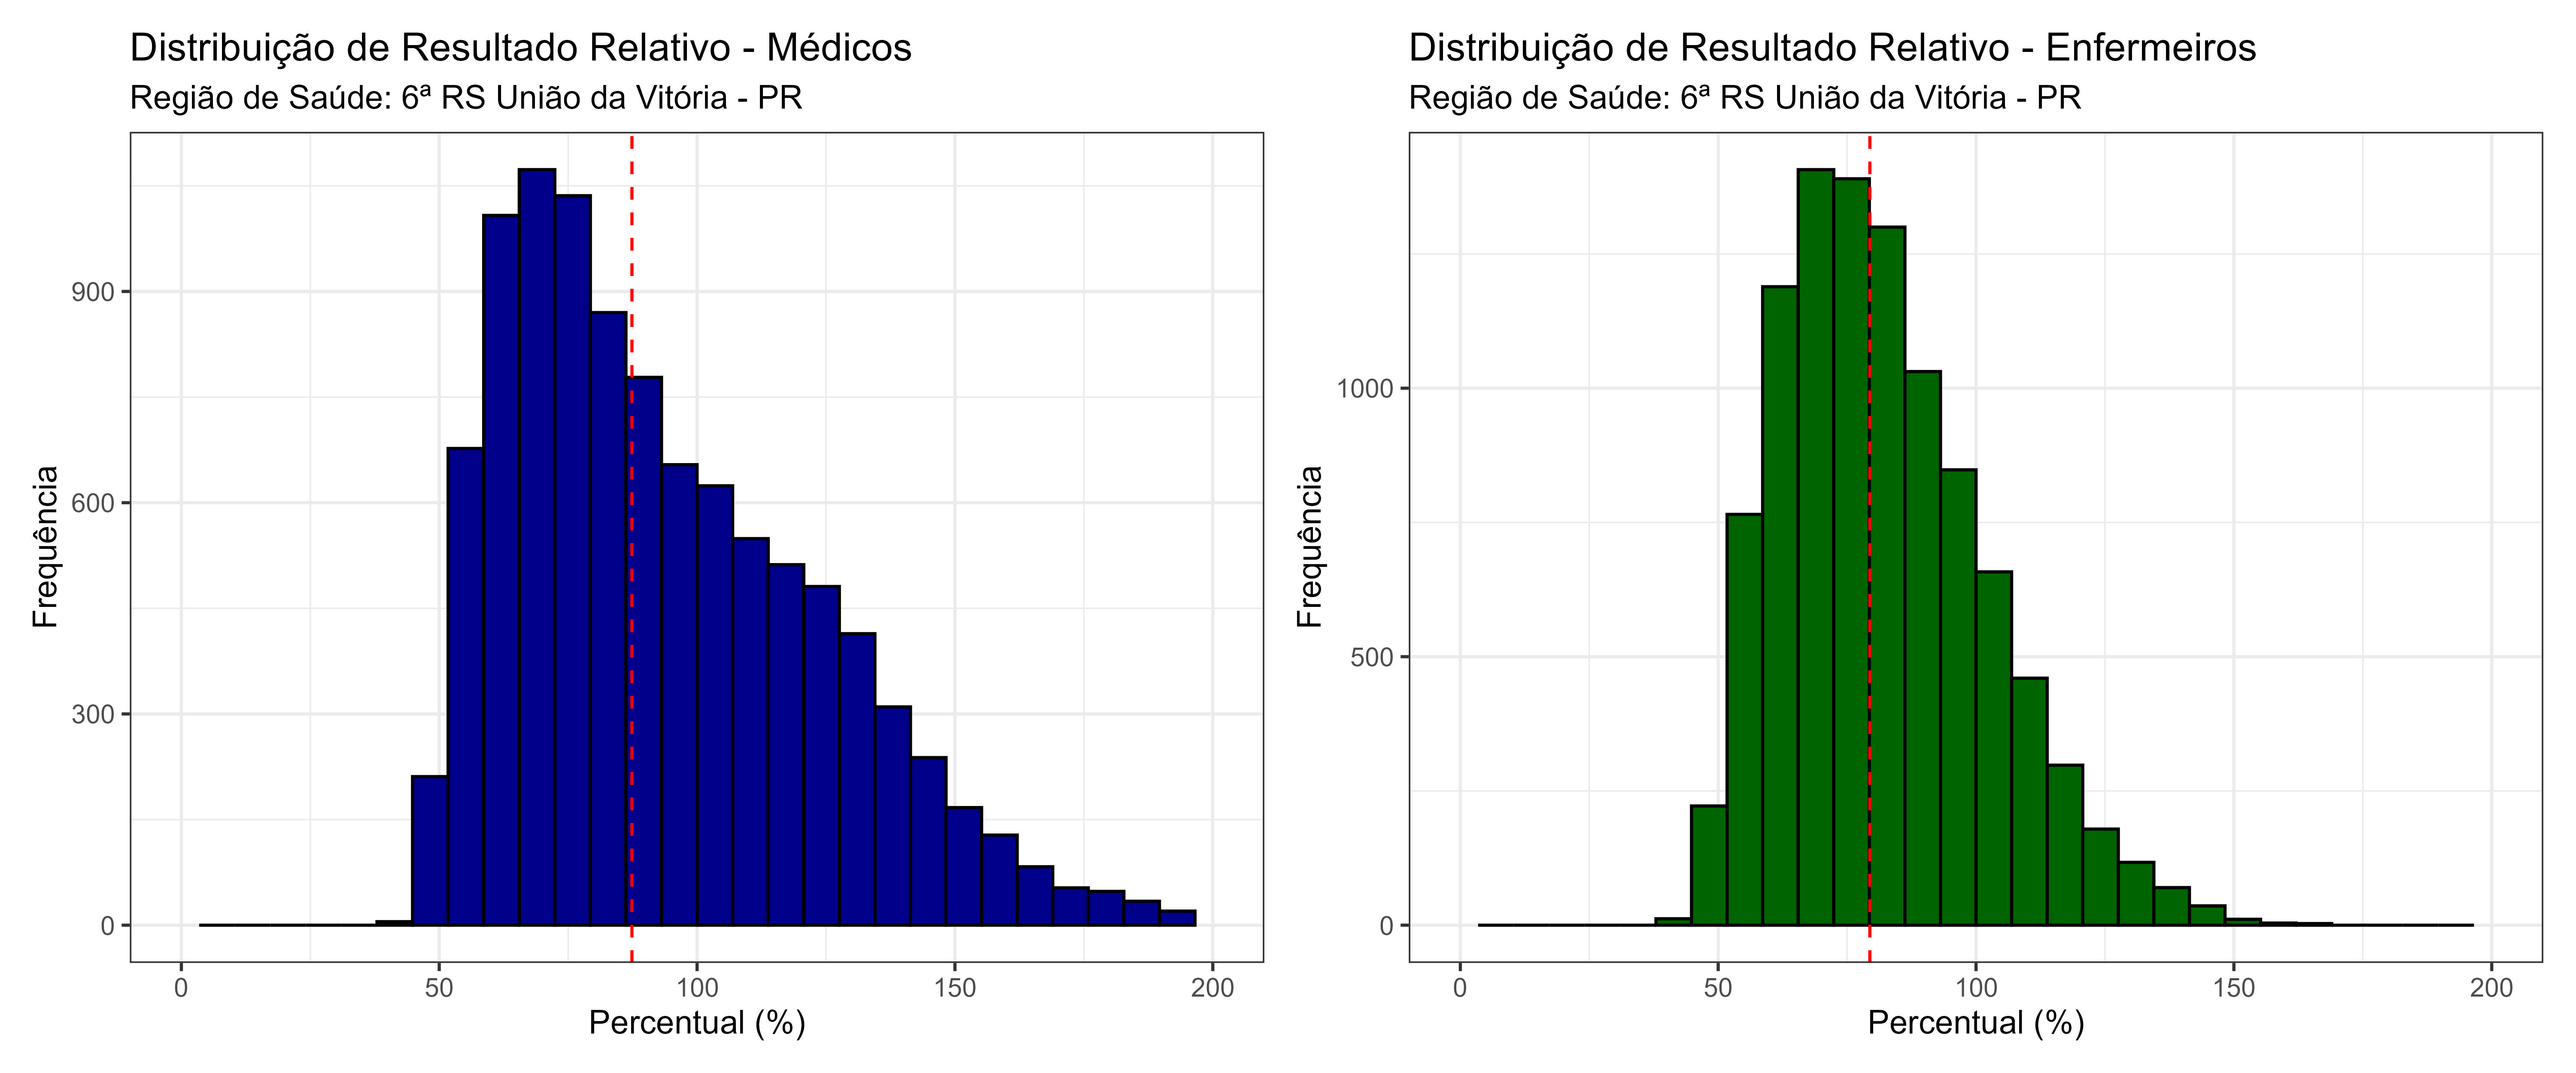 Distribuição de Resultado Relativo - Médicos
Região de Saúde: 6ª RS União da Vitória - PR
Frequência
900
600
300
0
0 50 100 150 200
Percentual (%)
Distribuição de Resultado Relativo - Enfermeiros
Região de Saúde: 6ª RS União da Vitória - PR
Frequência
1000
500
0
0 50 100 150 200
Percentual (%)